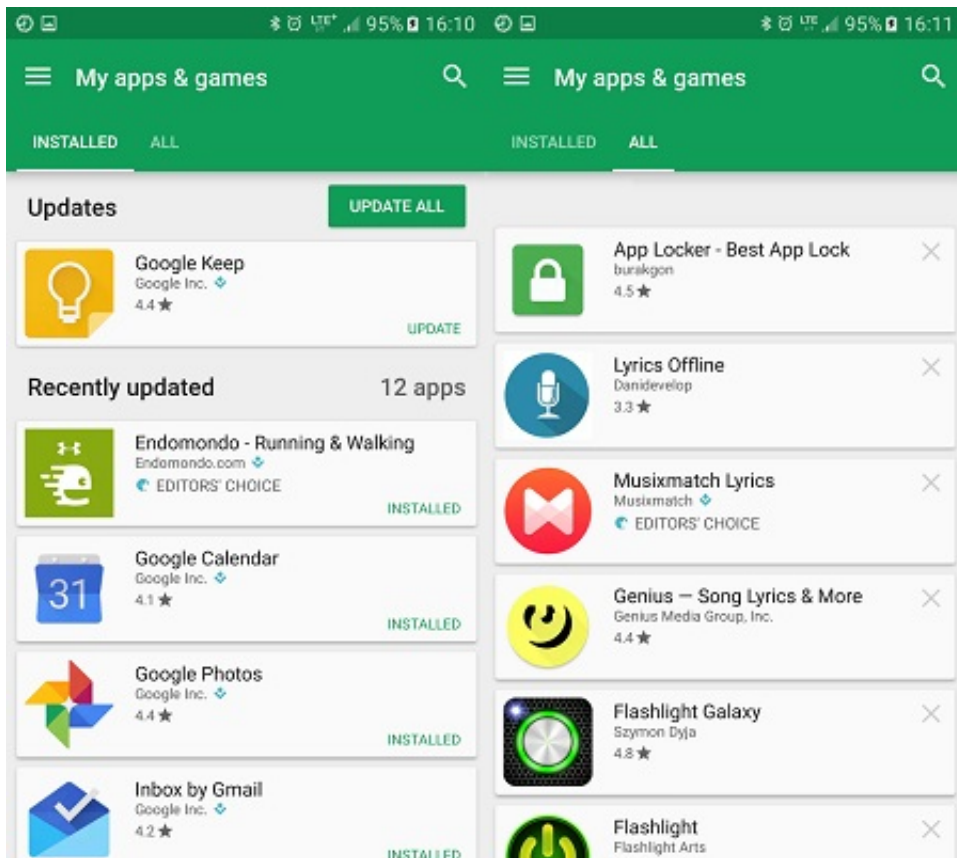 LTE+ 95% 16:10
My apps & games
INSTALLED ALL
Updates UPDATE ALL
Google Keep
Google Inc.
4.4★
UPDATE
Recently updated 12 apps
Endomondo - Running & Walking
Endomondo.com
EDITORS' CHOICE
INSTALLED
31
Google Calendar
Google Inc.
4.1★
INSTALLED
Google Photos
Google Inc.
4.4★
INSTALLED
Inbox by Gmail
Google Inc.
4.2★
INSTALLED
LTE 95% 16:11
My apps & games
INSTALLED ALL
App Locker - Best App Lock
burakgon
4.5★
Lyrics Offline
Danidevelop
3.3★
Musixmatch Lyrics
Musixmatch
EDITORS' CHOICE
Genius — Song Lyrics & More
Genius Media Group, Inc.
4.4★
Flashlight Galaxy
Szymon Dyja
4.8★
Flashlight
Flashlight Arts